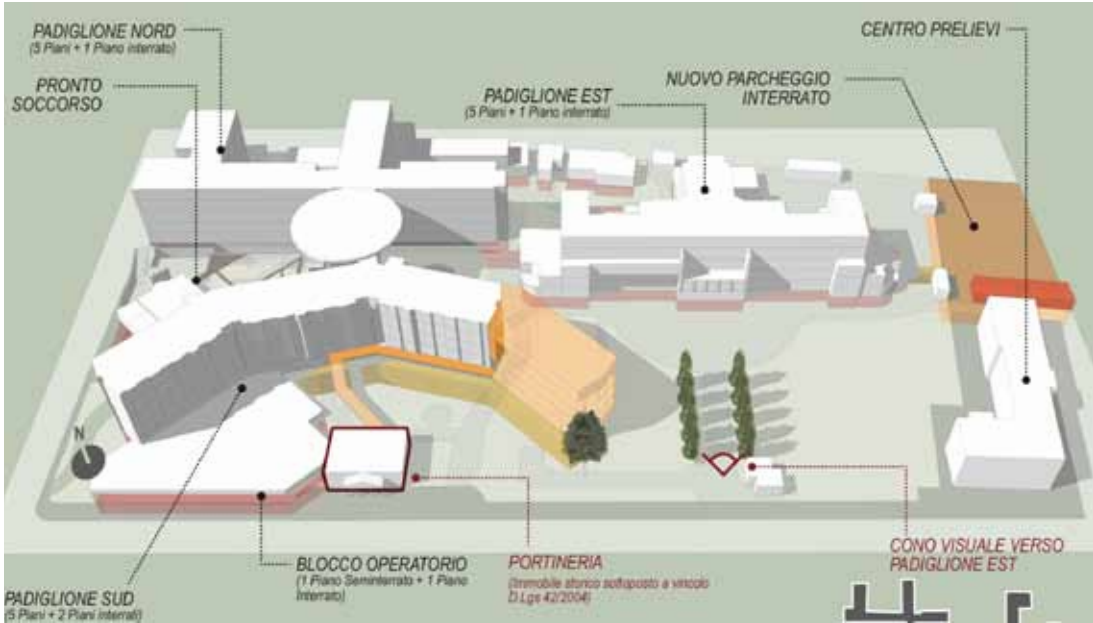 PADIGLIONE NORD
(5 Piani + 1 Piano interrato)
PRONTO
SOCCORSO
PADIGLIONE EST
(5 Piani + 1 Piano interrato)
CENTRO PRELIEVI
NUOVO PARCHEGGIO
INTERRATO
N
BLOCCO OPERATORIO
(1 Piano Seminterrato + 1 Piano
Interrato)
PORTINERIA
(Immobile storico sottoposto a vincolo
D.Lgs 42/2004)
CONO VISUALE VERSO
PADIGLIONE EST
PADIGLIONE SUD
(5 Piani + 2 Piani interrati)